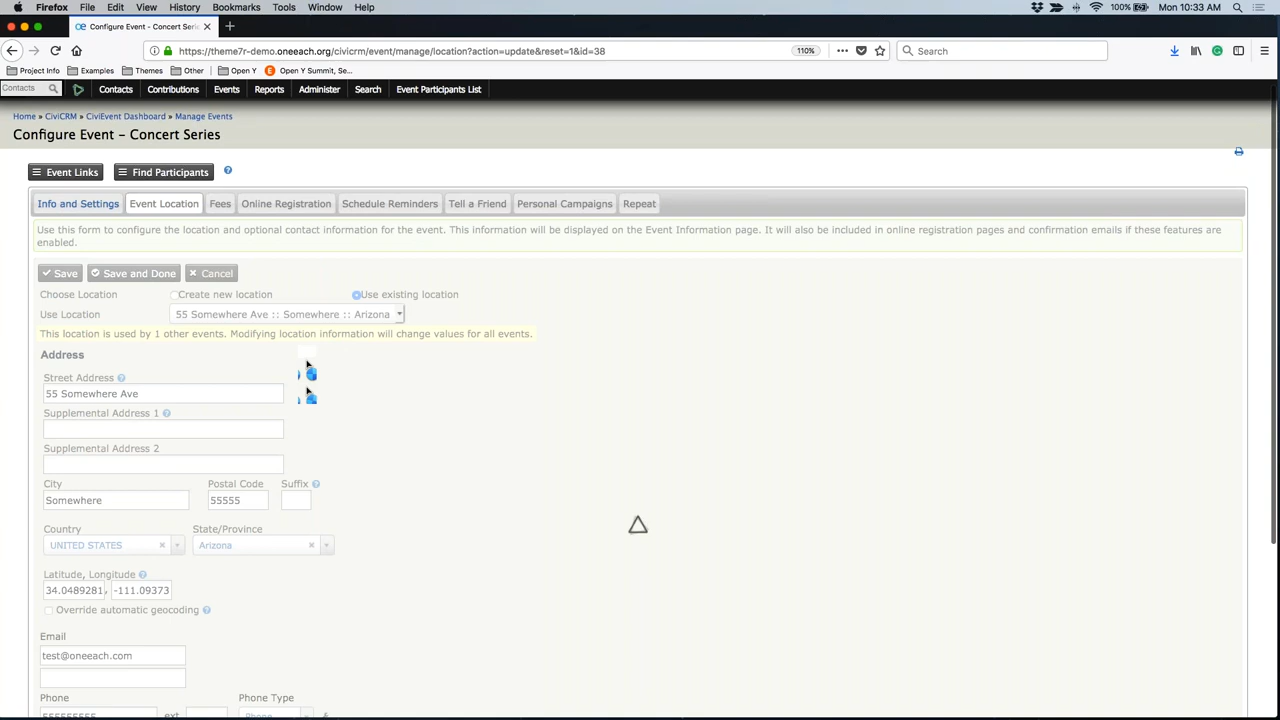 Firefox File Edit View History Bookmarks Tools Window Help 100% Mon 10:33 AM
Configure Event - Concert Serie
https://theme7r-demo.oneeach.org/civicrm/event/manage/location?action=update&reset=1&id=38 110% Search
Project Info Examples Themes Other Open Y Open Y Summit, Se...
Contacts Contacts Contributions Events Reports Administer Search Event Participants List
Home » CiviCRM » CiviEvent Dashboard » Manage Events
Configure Event – Concert Series
Event Links Find Participants
Info and Settings Event Location Fees Online Registration Schedule Reminders Tell a Friend Personal Campaigns Repeat
Use this form to configure the location and optional contact information for the event. This information will be displayed on the Event Information page. It will also be included in online registration pages and confirmation emails if these features are
enabled.
Save Save and Done Cancel
Choose Location Create new location Use existing location
Use Location 55 Somewhere Ave :: Somewhere :: Arizona
This location is used by 1 other events. Modifying location information will change values for all events.
Address
Street Address
55 Somewhere Ave
Supplemental Address 1
Supplemental Address 2
City Postal Code Suffix
Somewhere 55555
Country State/Province
UNITED STATES Arizona
Latitude, Longitude
34.0489281, -111.09373
Override automatic geocoding
Email
test@oneeach.com
Phone Phone Type
555555555 ext Phone